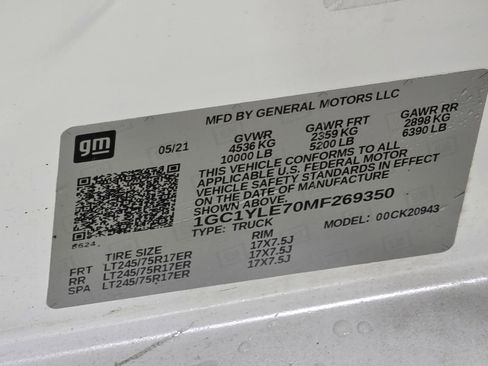 MFD BY GENERAL MOTORS LLC
gm
05/21
GVWR GAWR FRT GAWR RR
4536 KG 2359 KG 2898 KG
10000 LB 5200 LB 6390 LB
THIS VEHICLE CONFORMS TO ALL
APPLICABLE U.S. FEDERAL MOTOR
VEHICLE SAFETY STANDARDS IN EFFECT
ON THE DATE OF MANUFACTURE
SHOWN ABOVE.
1GC1YLE70MF269350
TYPE: TRUCK MODEL: 00CK20943
TIRE SIZE RIM
FRT LT245/75R17ER 17X7.5J
RR LT245/75R17ER 17X7.5J
SPA LT245/75R17ER 17X7.5J